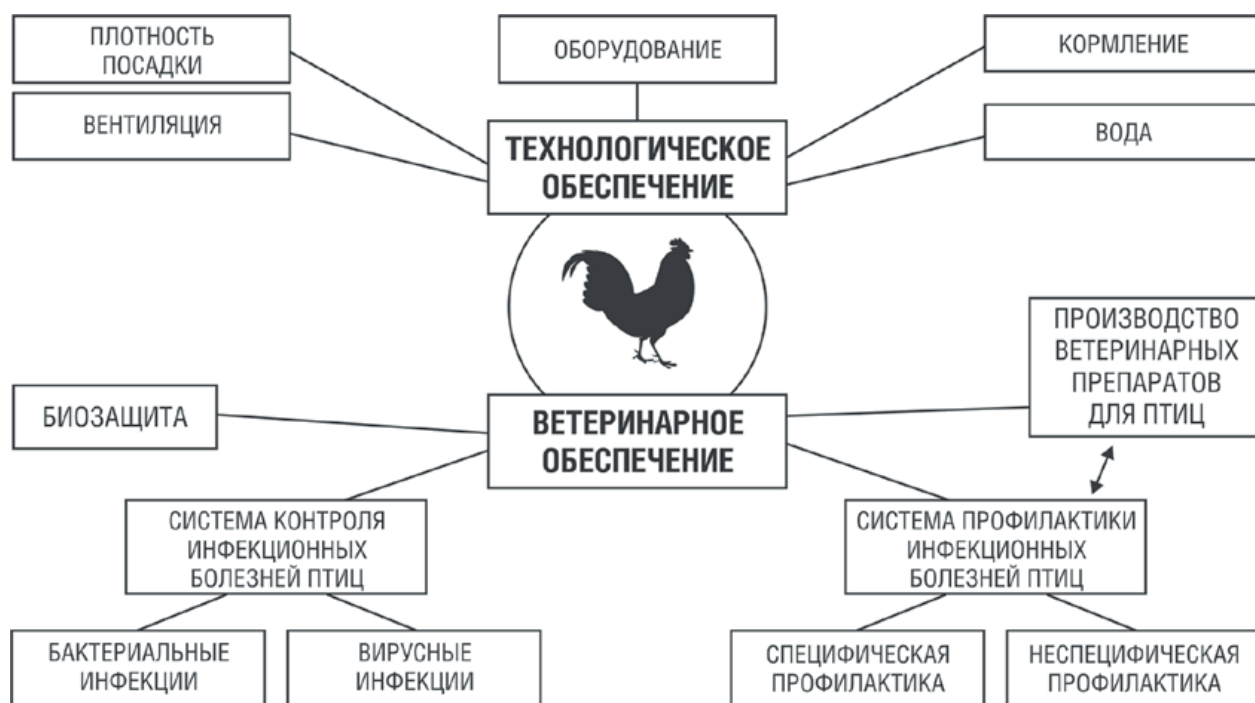 ПЛОТНОСТЬ
ПОСАДКИ
ОБОРУДОВАНИЕ
КОРМЛЕНИЕ
ВЕНТИЛЯЦИЯ
ВОДА
ТЕХНОЛОГИЧЕСКОЕ
ОБЕСПЕЧЕНИЕ
ПРОИЗВОДСТВО
ВЕТЕРИНАРНЫХ
ПРЕПАРАТОВ
ДЛЯ ПТИЦ
БИОЗАЩИТА
ВЕТЕРИНАРНОЕ
ОБЕСПЕЧЕНИЕ
СИСТЕМА КОНТРОЛЯ
ИНФЕКЦИОННЫХ
БОЛЕЗНЕЙ ПТИЦ
СИСТЕМА ПРОФИЛАКТИКИ
ИНФЕКЦИОННЫХ
БОЛЕЗНЕЙ ПТИЦ
БАКТЕРИАЛЬНЫЕ
ИНФЕКЦИИ
ВИРУСНЫЕ
ИНФЕКЦИИ
СПЕЦИФИЧЕСКАЯ
ПРОФИЛАКТИКА
НЕСПЕЦИФИЧЕСКАЯ
ПРОФИЛАКТИКА